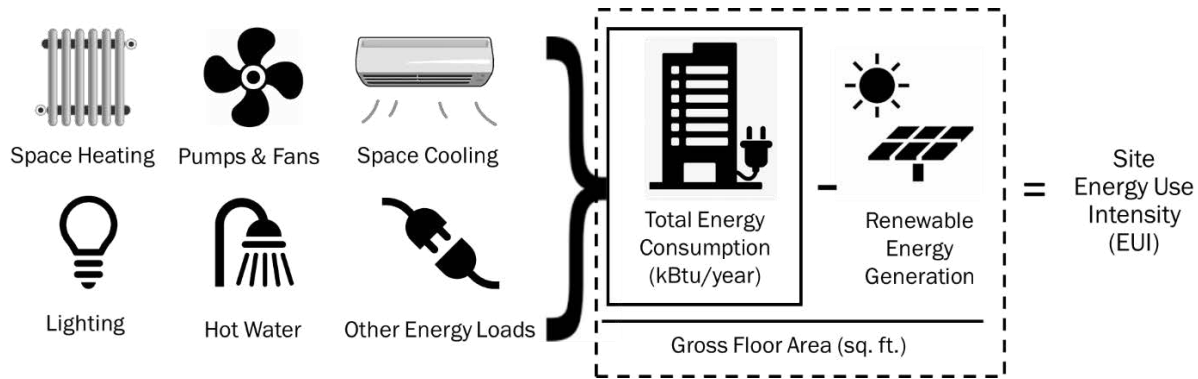 Space Heating
Pumps & Fans
Space Cooling
Lighting
Hot Water
Other Energy Loads
Total Energy
Consumption
(kBtu/year)
–
Renewable
Energy
Generation
Gross Floor Area (sq. ft.)
=
Site
Energy Use
Intensity
(EUI)